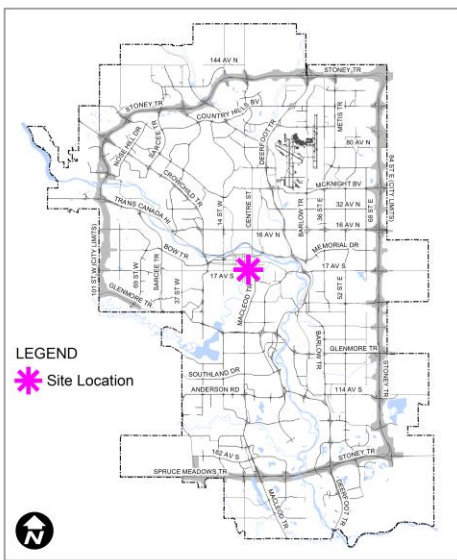 144 AV N
STONEY TR
STONEY TR
COUNTRY HILLS BV
DEERFOOT TR
METIS TR
NOSE HILL DR
SARCEE TR
80 AV N
84 ST E (CITY LIMITS)
CROWCHILD TR
MCKNIGHT BV
TRANS CANADA HI
14 ST W
CENTRE ST
BARLOW TR
36 ST E
32 AV N
68 ST E
16 AV N
16 AV N
101 ST W (CITY LIMITS)
BOW TR
MEMORIAL DR
17 AV S
17 AV S
69 ST W
SARCEE TR
37 ST W
MACLEOD TR
52 ST E
GLENMORE TR
BARLOW TR
GLENMORE TR
LEGEND
Site Location
SOUTHLAND DR
STONEY TR
ANDERSON RD
114 AV S
162 AV S
STONEY TR
SPRUCE MEADOWS TR
MACLEOD TR
DEERFOOT TR
N